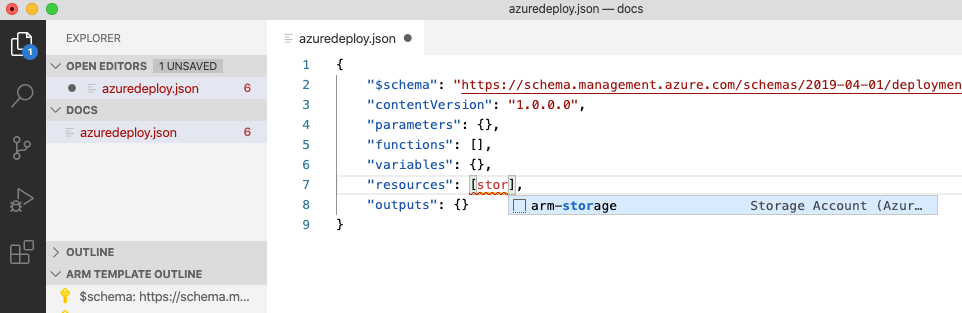 azuredeploy.json — docs
EXPLORER
OPEN EDITORS 1 UNSAVED
azuredeploy.json 6
DOCS
azuredeploy.json 6
OUTLINE
ARM TEMPLATE OUTLINE
$schema: https://schema.m...
1
azuredeploy.json
1 {
2 "$schema": "https://schema.management.azure.com/schemas/2019-04-01/deploymen
3 "contentVersion": "1.0.0.0",
4 "parameters": {},
5 "functions": [],
6 "variables": {},
7 "resources": [stor],
8 "outputs": {}
arm-storage Storage Account (Azur...
9 }